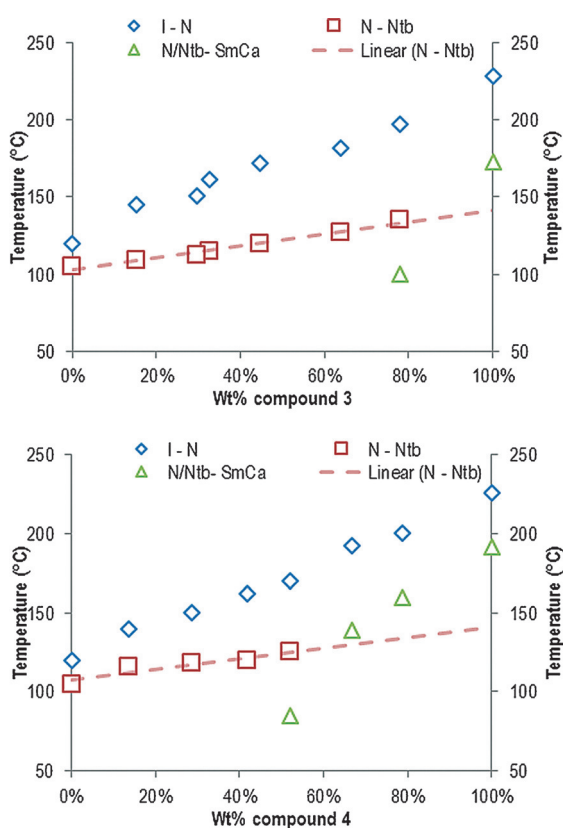 I - N N - Ntb
N/Ntb- SmCa Linear (N - Ntb)
250 250
200 200
150 150
100 100
50 50
Temperature (°C)
Temperature (°C)
0% 20% 40% 60% 80% 100%
Wt% compound 3
I - N N - Ntb
N/Ntb- SmCa Linear (N - Ntb)
250 250
200 200
150 150
100 100
50 50
Temperature (°C)
Temperature (°C)
0% 20% 40% 60% 80% 100%
Wt% compound 4